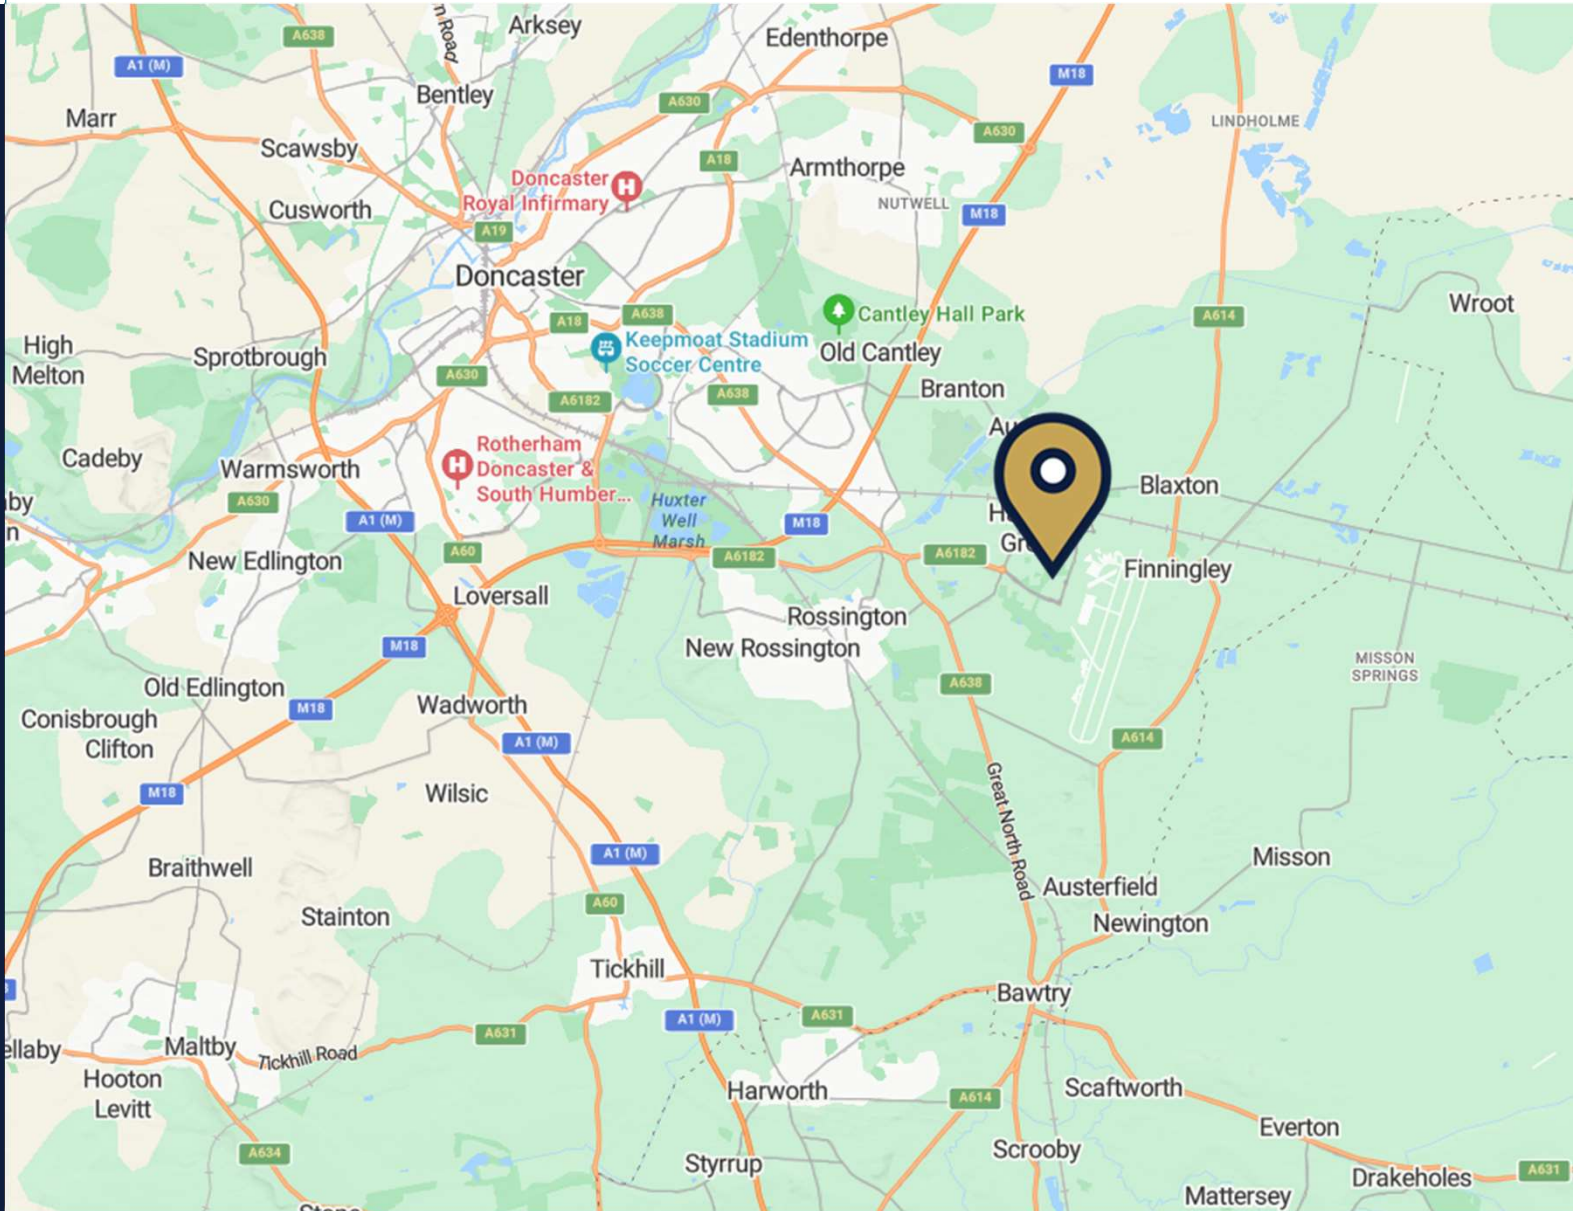 Arksey
Edenthorpe
A638
n Road
A1 (M)
M18
Bentley
A630
Marr
LINDHOLME
A630
Scawsby
A18
Armthorpe
Doncaster
Royal Infirmary
H
NUTWELL
Cusworth
M18
A19
Doncaster
Wroot
A18
A638
Cantley Hall Park
A614
High
Melton
Sprotbrough
Keepmoat Stadium
Soccer Centre
Old Cantley
A630
Branton
A6182
A638
Au
Rotherham
Doncaster &
South Humber...
H
Cadeby
Warmsworth
Blaxton
A630
by
n
A1 (M)
Huxter
Well
Marsh
M18
H
Gr
A60
A6182
A6182
New Edlington
Finningley
Loversall
Rossington
M18
New Rossington
MISSON
SPRINGS
Old Edlington
A638
M18
Wadworth
Conisbrough
Clifton
A1 (M)
A614
M18
Wilsic
Great North Road
A1 (M)
Braithwell
Misson
Austerfield
A60
Stainton
Newington
Tickhill
Bawtry
A1 (M)
A631
A631
ellaby
Maltby
Tickhill Road
Hooton
Levitt
Harworth
A614
Scaftworth
Everton
A634
Styrrup
Scrooby
Drakeholes
A631
Mattersey